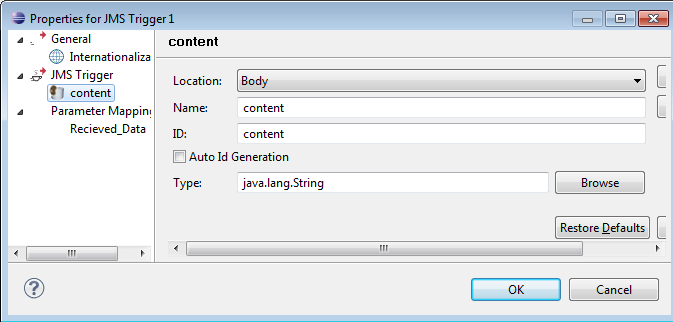 Properties for JMS Trigger 1
General
Internationaliza
JMS Trigger
content
Parameter Mapping
Recieved_Data
content
Location:
Body
Name:
content
ID:
content
Auto Id Generation
Type:
java.lang.String
Browse
Restore Defaults
?
OK
Cancel